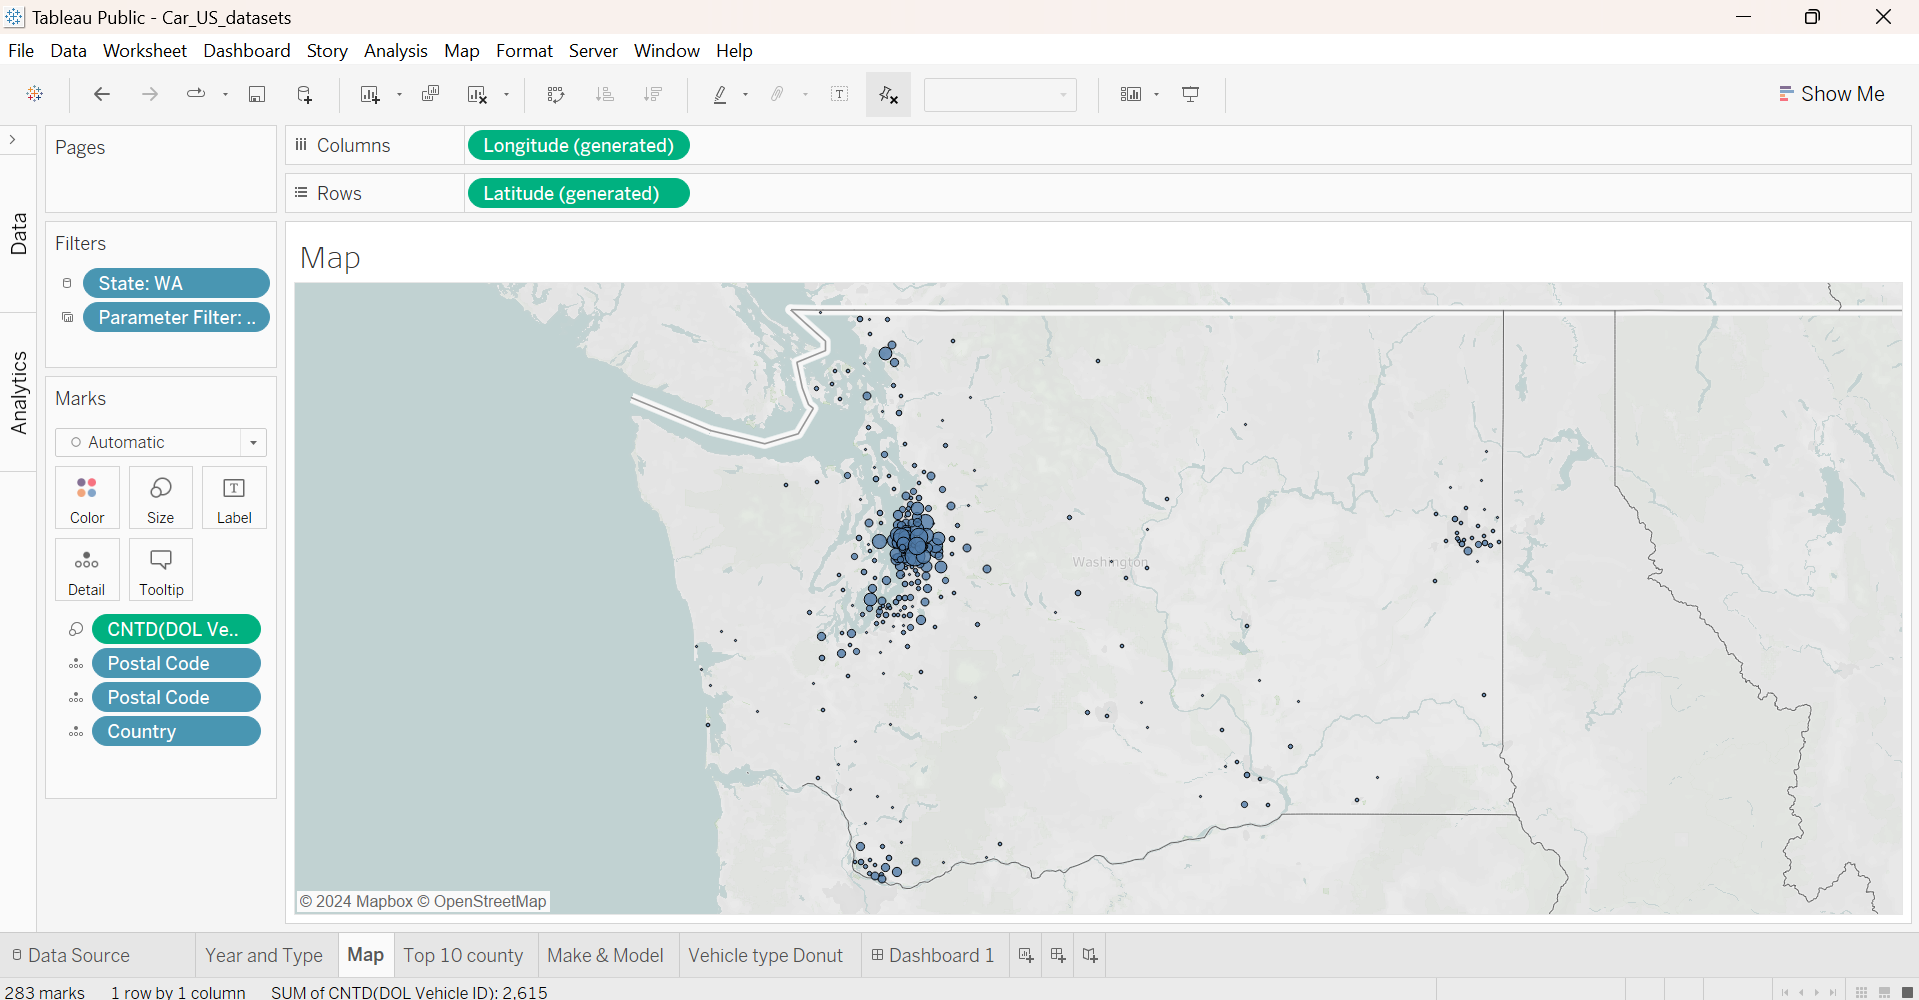 Tableau Public - Car_US_datasets
File Data Worksheet Dashboard Story Analysis Map Format Server Window Help
Show Me
Pages
Columns
Longitude (generated)
Rows
Latitude (generated)
Data
Analytics
Filters
State: WA
Parameter Filter: ..
Marks
Automatic
Color
Size
Label
Detail
Tooltip
CNTD(DOL Ve..
Postal Code
Postal Code
Country
Map
Washington
© 2024 Mapbox © OpenStreetMap
Data Source
Year and Type
Map
Top 10 county
Make & Model
Vehicle type Donut
Dashboard 1
283 marks 1 row by 1 column SUM of CNTD(DOL Vehicle ID): 2,615